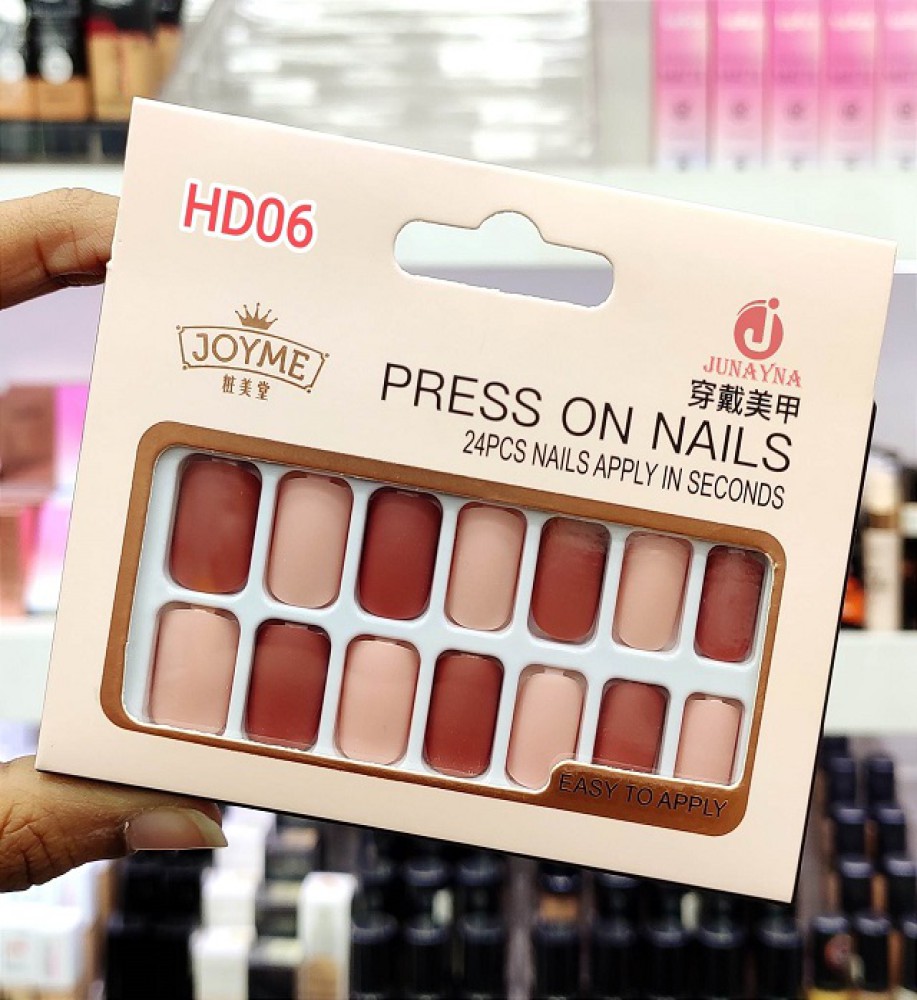 HD06
JOYME
粧美堂
JUNAYNA
穿戴美甲
PRESS ON NAILS
24PCS NAILS APPLY IN SECONDS
EASY TO APPLY